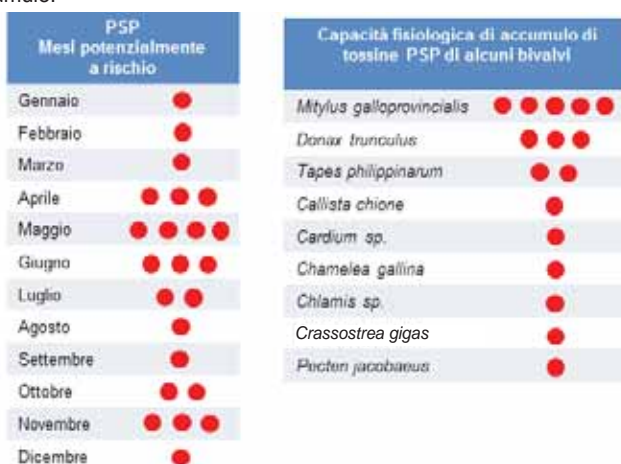 PSP
Mesi potenzialmente
a rischio
Gennaio
Febbraio
Marzo
Aprile
Maggio
Giugno
Luglio
Agosto
Settembre
Ottobre
Novembre
Dicembre
Capacità fisiologica di accumulo di
tossine PSP di alcuni bivalvi
Mitylus galloprovincialis
Donax trunculus
Tapes philippinarum
Callista chione
Cardium sp.
Chamelea gallina
Chlamis sp.
Crassostrea gigas
Pecten jacobaeus